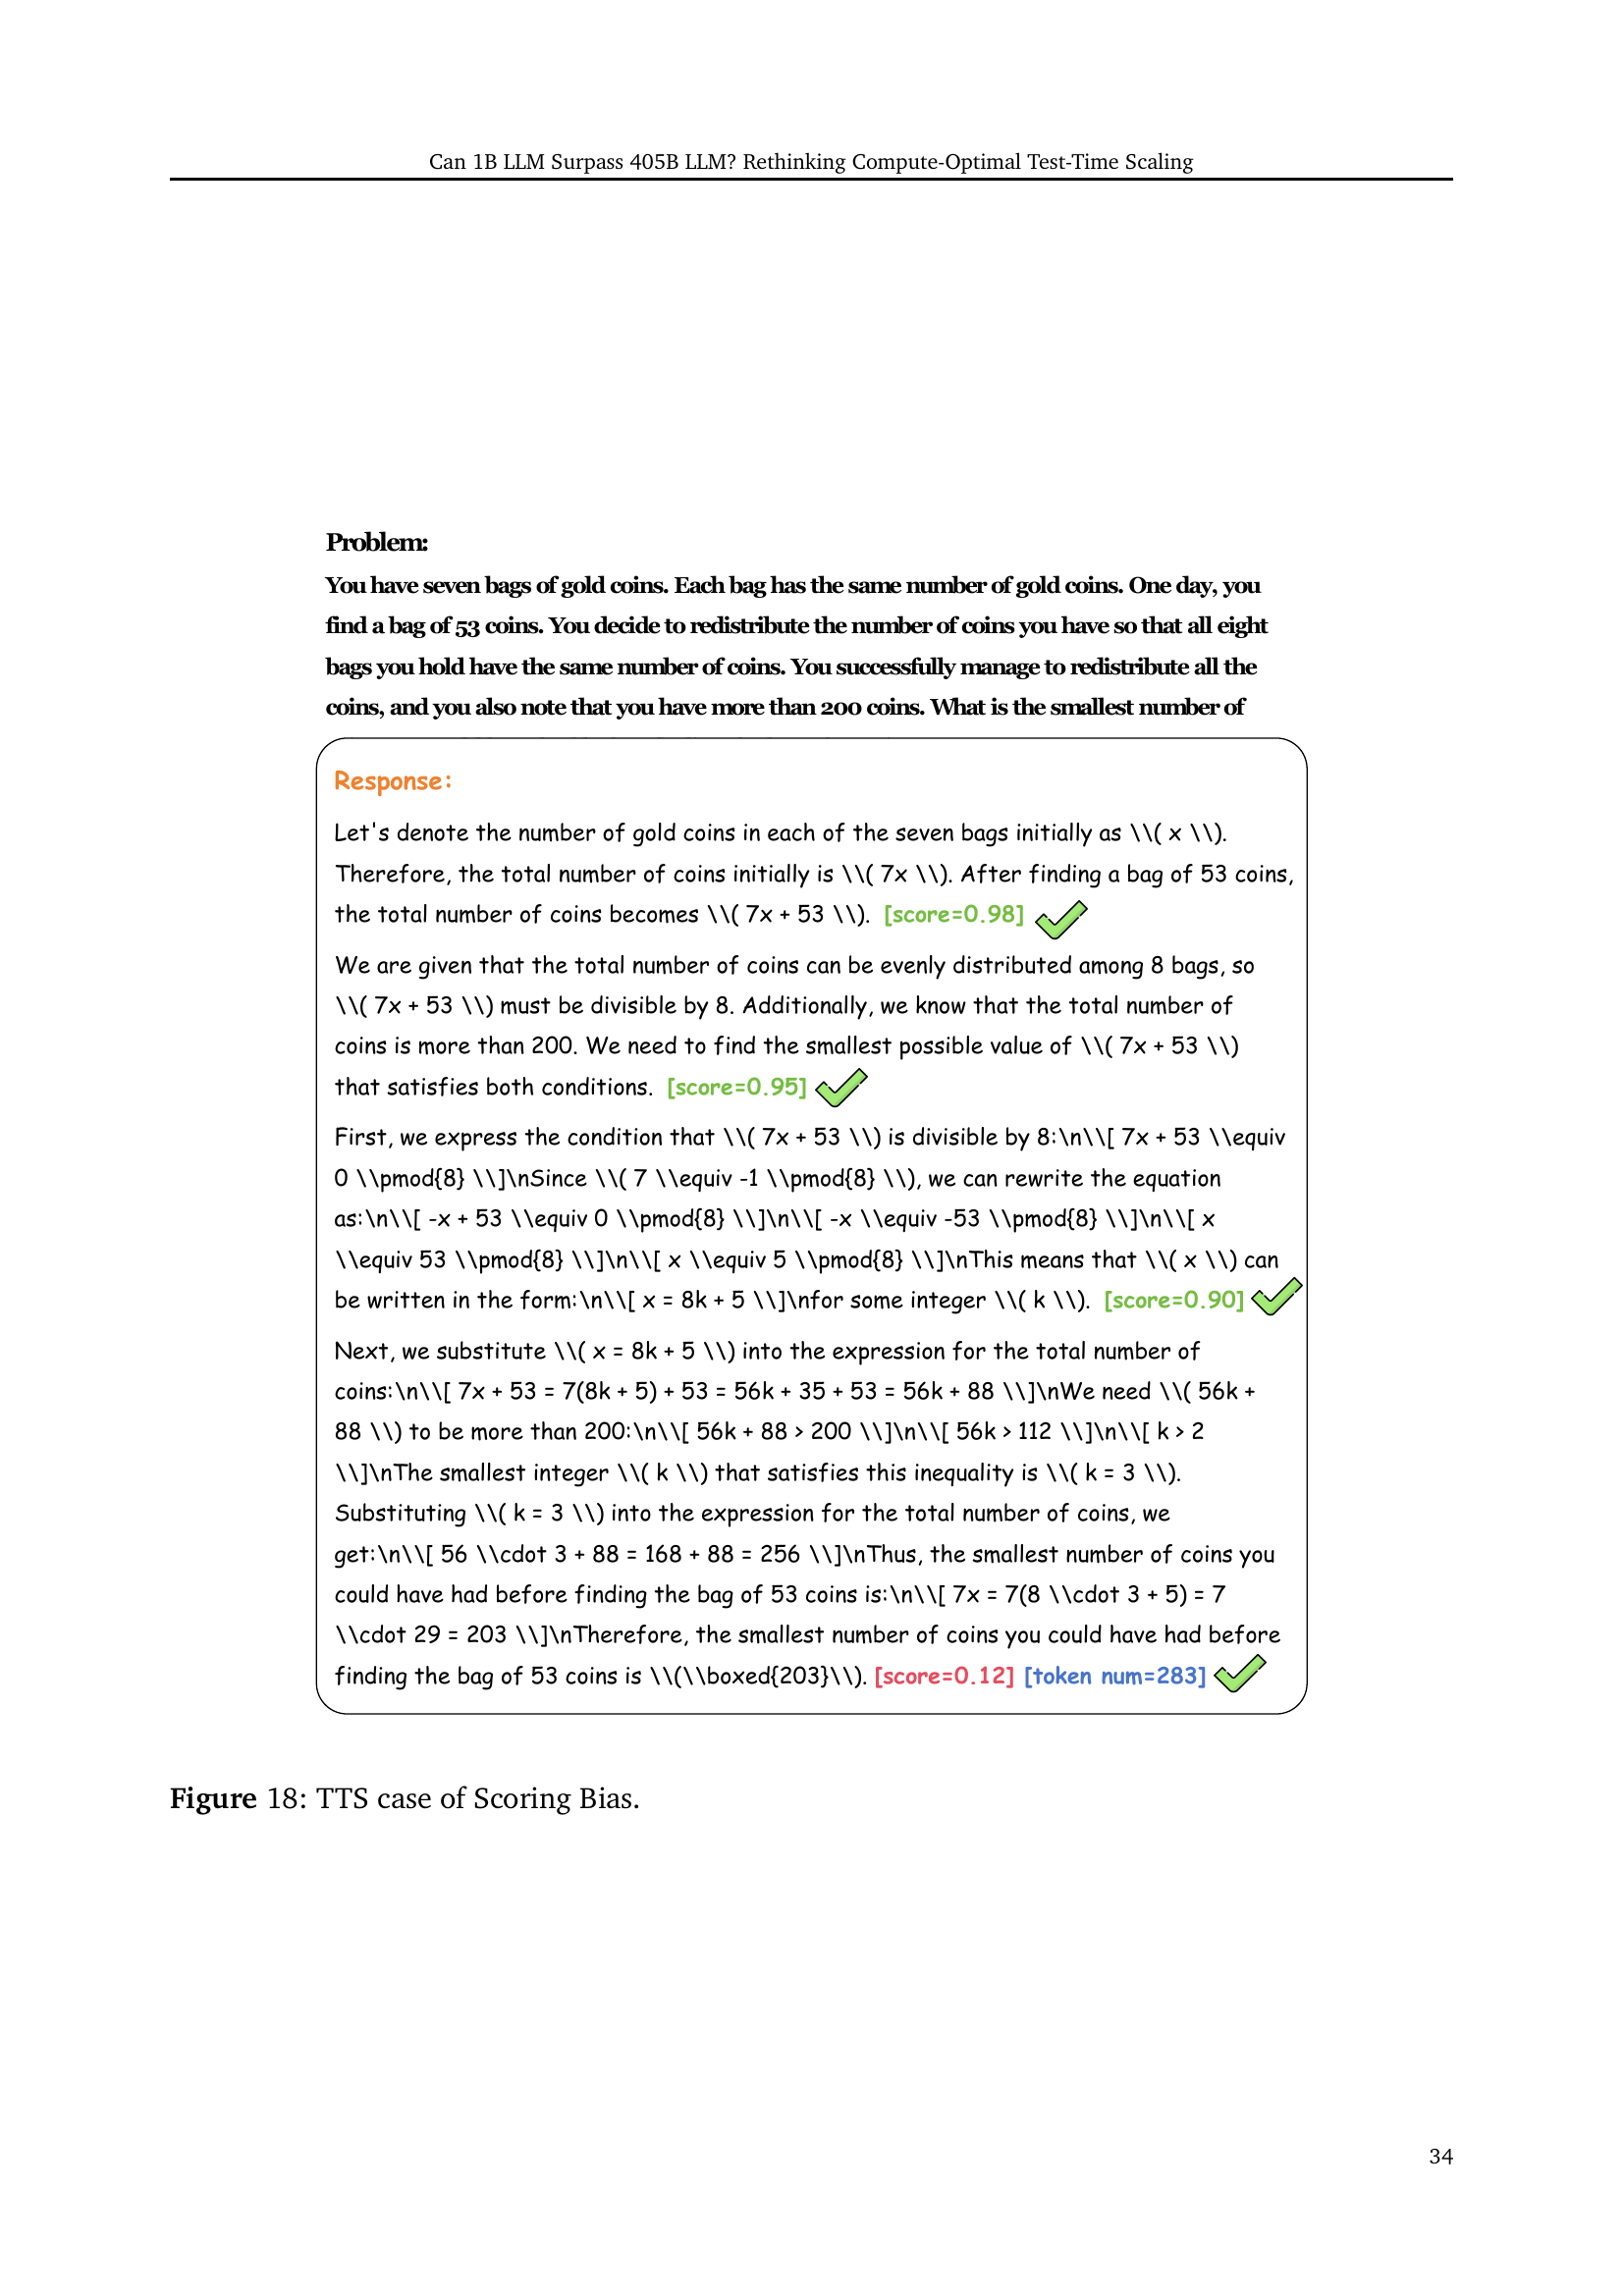 Can 1B LLM Surpass 405B LLM? Rethinking Compute-Optimal Test-Time Scaling
Problem:
You have seven bags of gold coins. Each bag has the same number of gold coins. One day, you
find a bag of 53 coins. You decide to redistribute the number of coins you have so that all eight
bags you hold have the same number of coins. You successfully manage to redistribute all the
coins, and you also note that you have more than 200 coins. What is the smallest number of
Response:
Let's denote the number of gold coins in each of the seven bags initially as \\( x \\).
Therefore, the total number of coins initially is \\( 7x \\). After finding a bag of 53 coins,
the total number of coins becomes \\( 7x + 53 \\). [score=0.98]
We are given that the total number of coins can be evenly distributed among 8 bags, so
\\( 7x + 53 \\) must be divisible by 8. Additionally, we know that the total number of
coins is more than 200. We need to find the smallest possible value of \\( 7x + 53 \\)
that satisfies both conditions. [score=0.95]
First, we express the condition that \\( 7x + 53 \\) is divisible by 8:\n\\[ 7x + 53 \\equiv
0 \\pmod{8} \\]\nSince \\( 7 \\equiv -1 \\pmod{8} \\), we can rewrite the equation
as:\n\\[ -x + 53 \\equiv 0 \\pmod{8} \\]\n\\[ -x \\equiv -53 \\pmod{8} \\]\n\\[ x
\\equiv 53 \\pmod{8} \\]\n\\[ x \\equiv 5 \\pmod{8} \\]\nThis means that \\( x \\) can
be written in the form:\n\\[ x = 8k + 5 \\]\nfor some integer \\( k \\). [score=0.90]
Next, we substitute \\( x = 8k + 5 \\) into the expression for the total number of
coins:\n\\[ 7x + 53 = 7(8k + 5) + 53 = 56k + 35 + 53 = 56k + 88 \\]\nWe need \\( 56k +
88 \\) to be more than 200:\n\\[ 56k + 88 > 200 \\]\n\\[ 56k > 112 \\]\n\\[ k > 2
\\]\nThe smallest integer \\( k \\) that satisfies this inequality is \\( k = 3 \\).
Substituting \\( k = 3 \\) into the expression for the total number of coins, we
get:\n\\[ 56 \\cdot 3 + 88 = 168 + 88 = 256 \\]\nThus, the smallest number of coins you
could have had before finding the bag of 53 coins is:\n\\[ 7x = 7(8 \\cdot 3 + 5) = 7
\\cdot 29 = 203 \\]\nTherefore, the smallest number of coins you could have had before
finding the bag of 53 coins is \\(\\boxed{203}\\). [score=0.12] [token num=283]
Figure 18: TTS case of Scoring Bias.
34